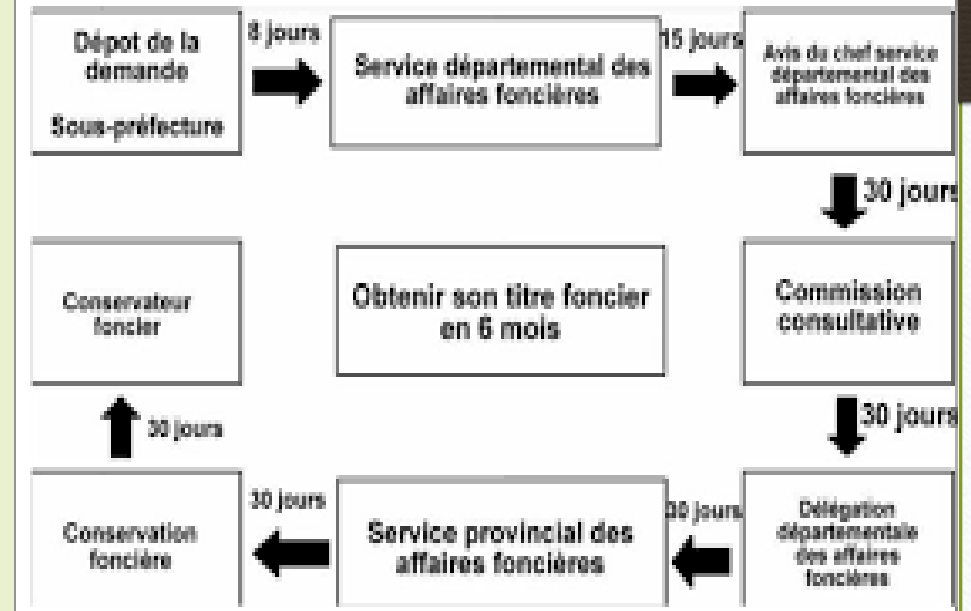 Dépot de la
demande
Sous-préfecture
8 jours
Service départemental des
affaires foncières
15 jours
Avis du chef service
départemental des
affaires foncières
30 jours
Commission
consultative
30 jours
Délégation
départementale
des affaires
foncières
30 jours
Service provincial des
affaires foncières
30 jours
Conservation
foncière
30 jours
Conservateur
foncier
Obtenir son titre foncier
en 6 mois